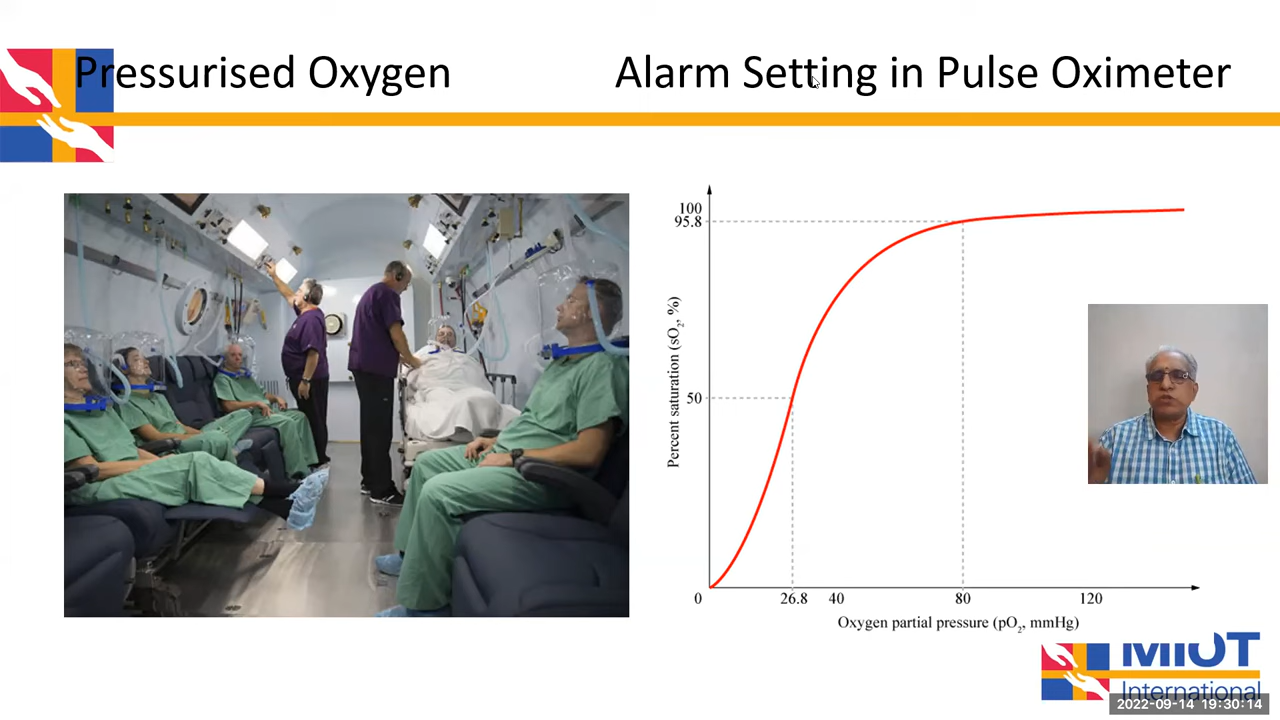 Pressurised Oxygen
Alarm Setting in Pulse Oximeter
100
95.8
50
0
26.8
40
80
120
Percent saturation (sO2, %)
Oxygen partial pressure (pO2, mmHg)
MIOT
International
2022-09-14 19:30:14